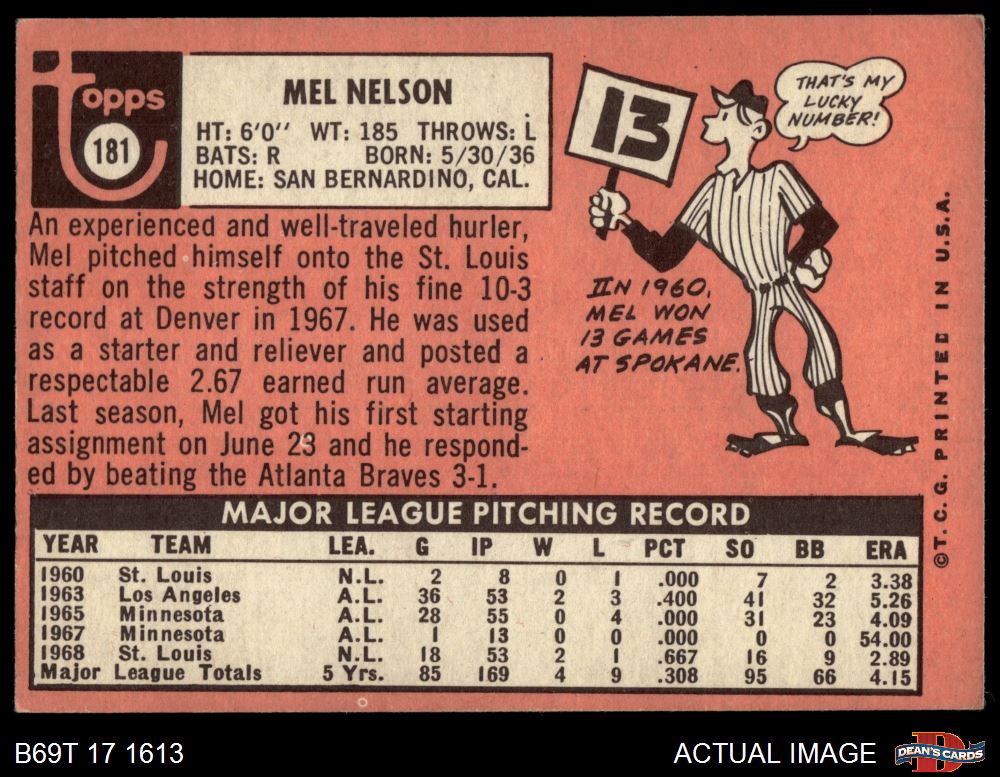 Topps
181
MEL NELSON
HT: 6'0" WT: 185 THROWS: L
BATS: R BORN: 5/30/36
HOME: SAN BERNARDINO, CAL.
An experienced and well-traveled hurler,
Mel pitched himself onto the St. Louis
staff on the strength of his fine 10-3
record at Denver in 1967. He was used
as a starter and reliever and posted a
respectable 2.67 earned run average.
Last season, Mel got his first starting
assignment on June 23 and he respond-
ed by beating the Atlanta Braves 3-1.
13
THAT'S MY
LUCKY
NUMBER!
IN 1960,
MEL WON
13 GAMES
AT SPOKANE.
©T.C.G. PRINTED IN U.S.A.
MAJOR LEAGUE PITCHING RECORD
YEAR TEAM LEA. G IP W L PCT SO BB ERA
1960 St. Louis N.L. 2 8 0 1 .000 7 2 3.38
1963 Los Angeles A.L. 36 53 2 3 .400 41 32 5.26
1965 Minnesota A.L. 28 55 0 4 .000 31 23 4.09
1967 Minnesota A.L. 1 13 0 0 .000 0 0 54.00
1968 St. Louis N.L. 18 53 2 1 .667 16 9 2.89
Major League Totals 5 Yrs. 85 169 4 9 .308 95 66 4.15
B69T 17 1613
ACTUAL IMAGE
D
DEAN'S CARDS